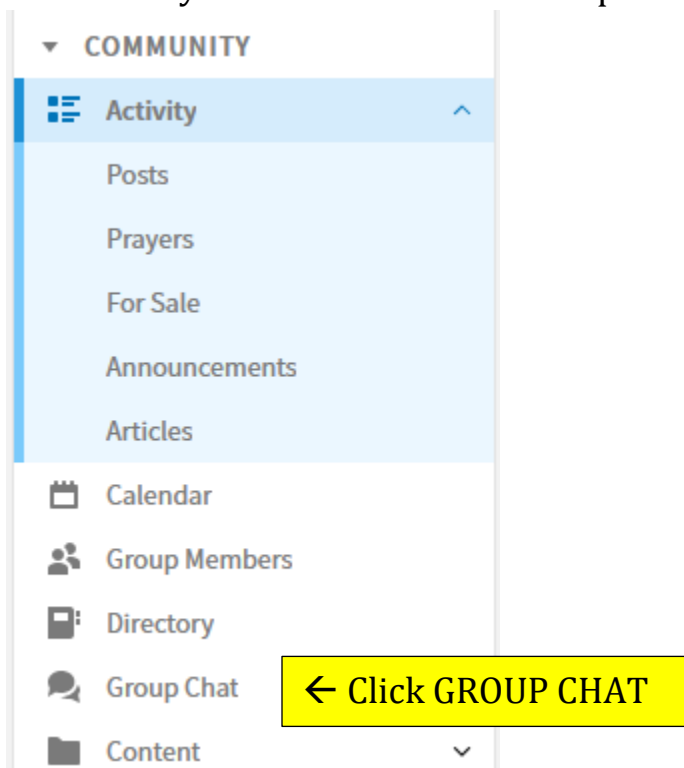 COMMUNITY
Activity
Posts
Prayers
For Sale
Announcements
Articles
Calendar
Group Members
Directory
Group Chat ← Click GROUP CHAT
Content